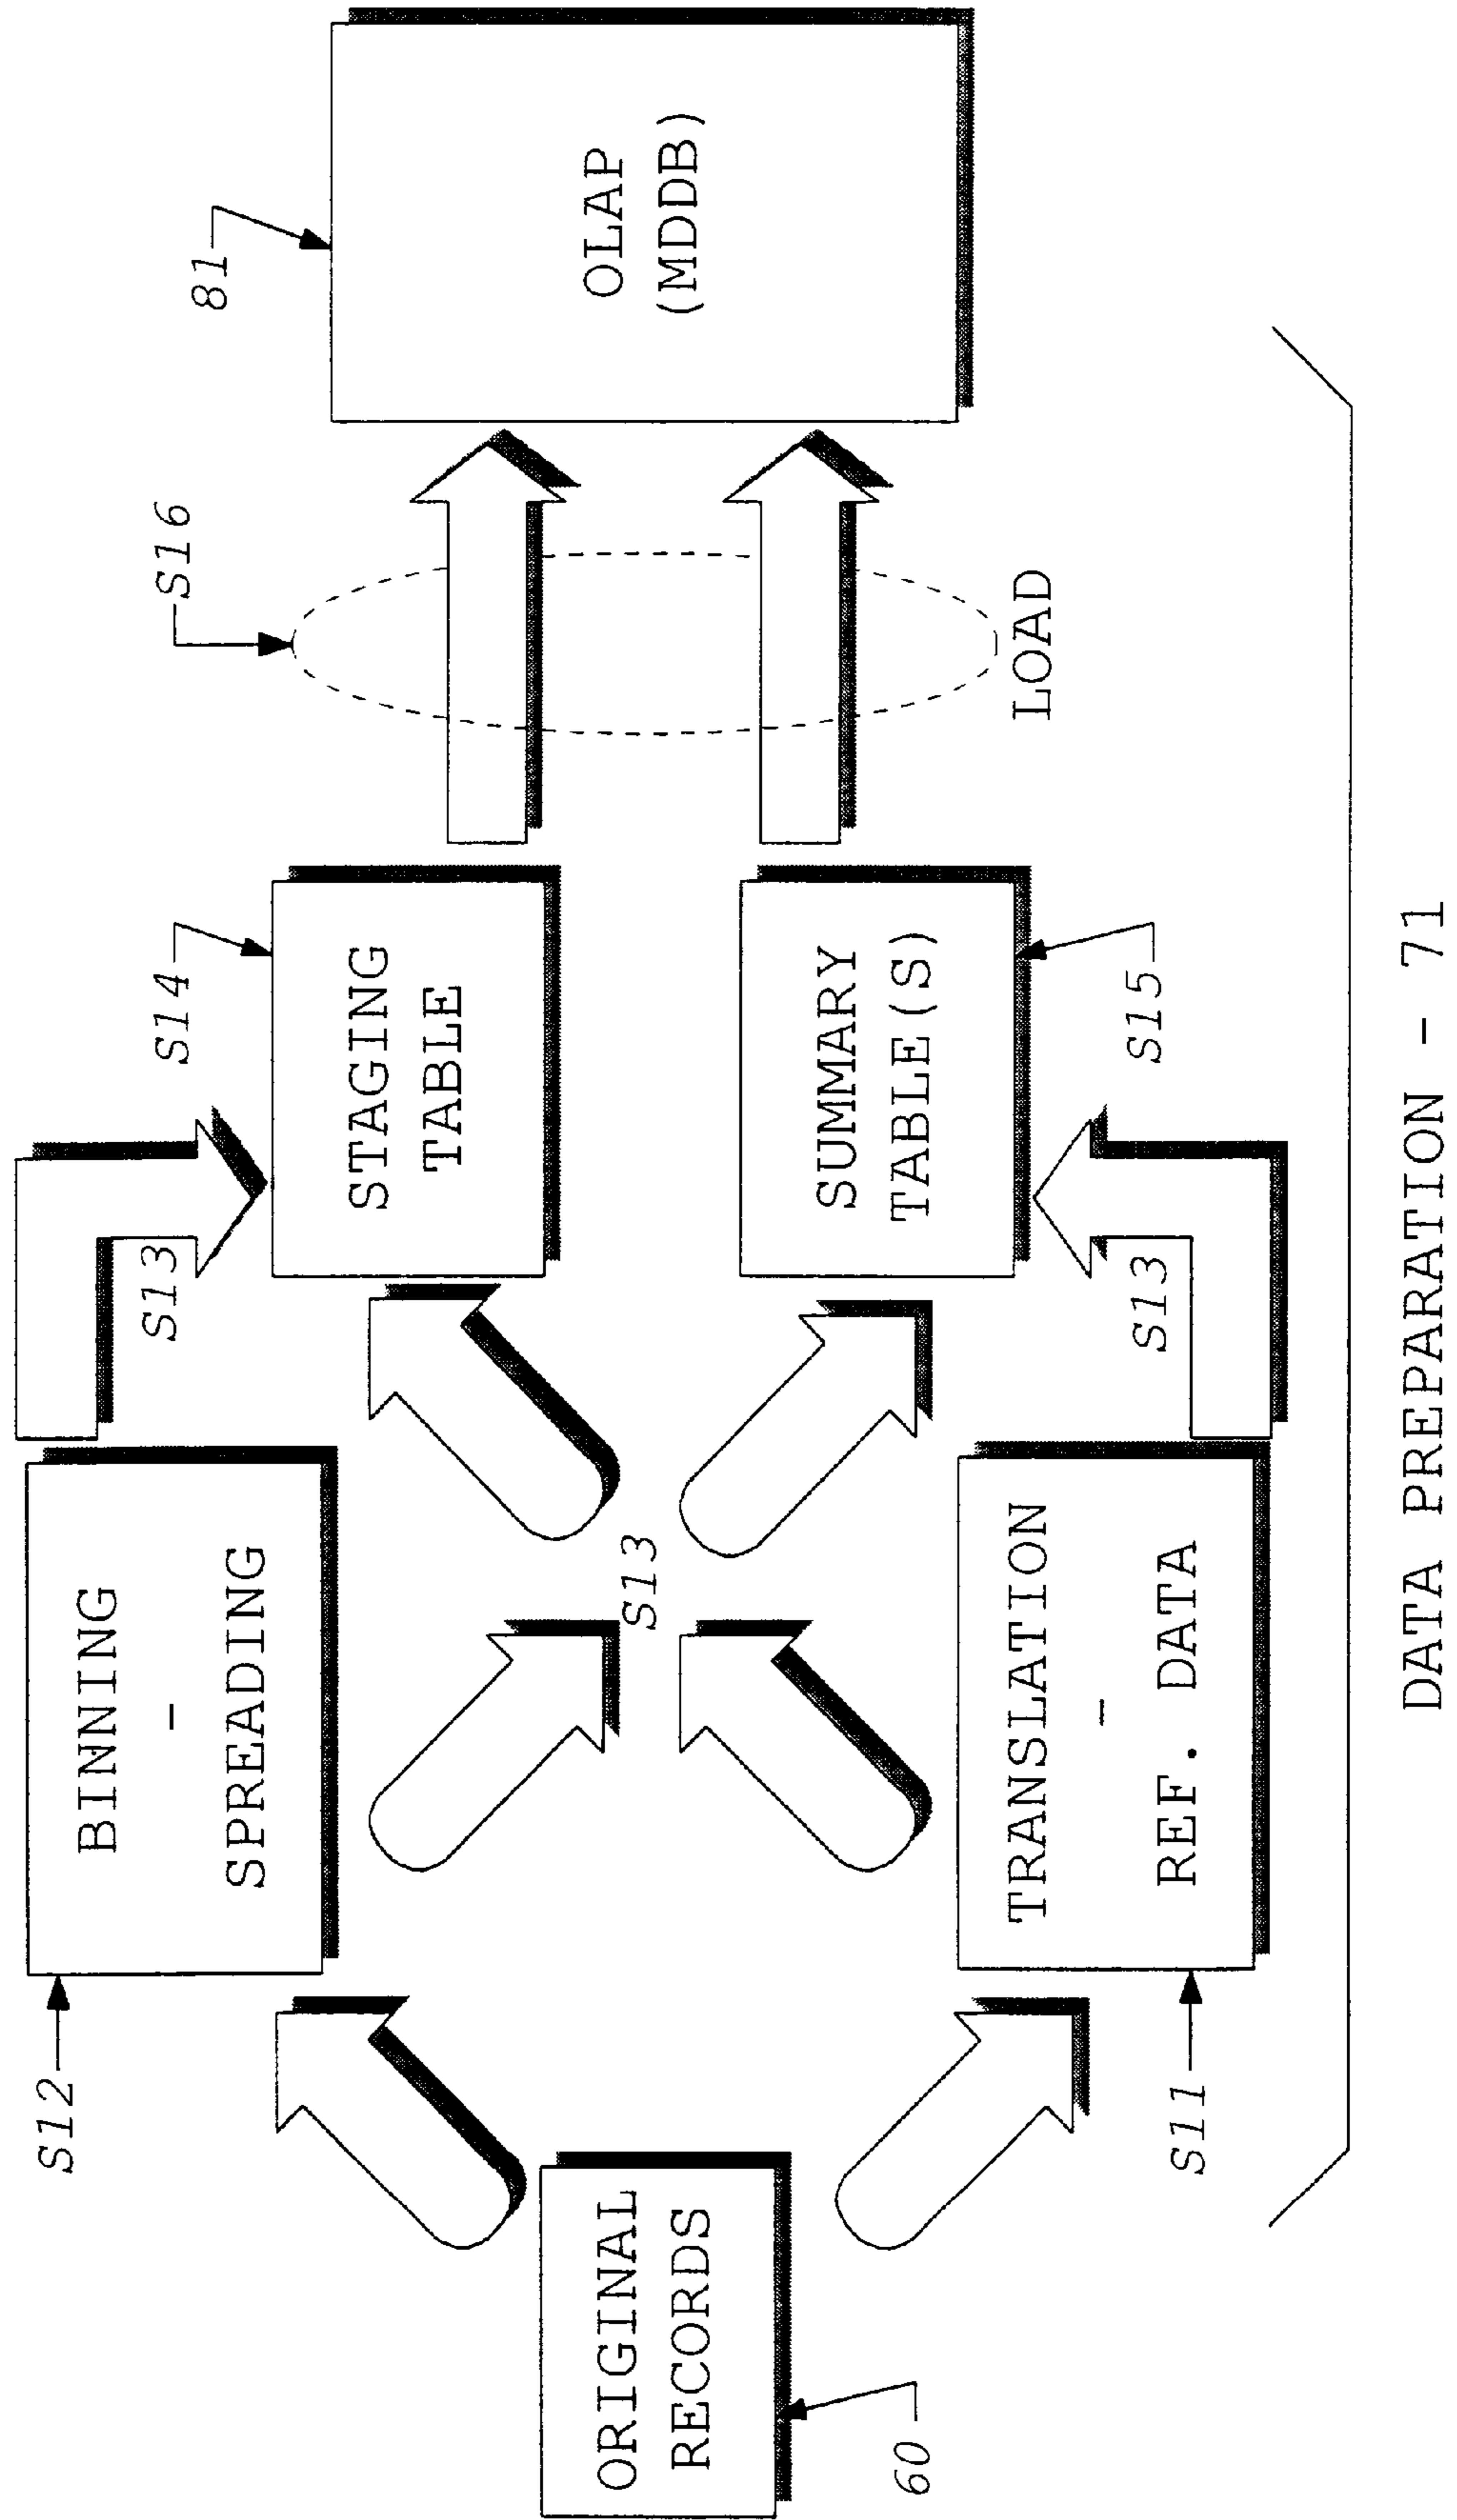 S12
BINNING
-
SPREADING
S13
S14
STAGING
TABLE
S16
81
OLAP
(MDDB)
ORIGINAL
RECORDS
60
S13
SUMMARY
TABLE(S)
S15
LOAD
S11
TRANSLATION
-
REF. DATA
S13
DATA PREPARATION - 71